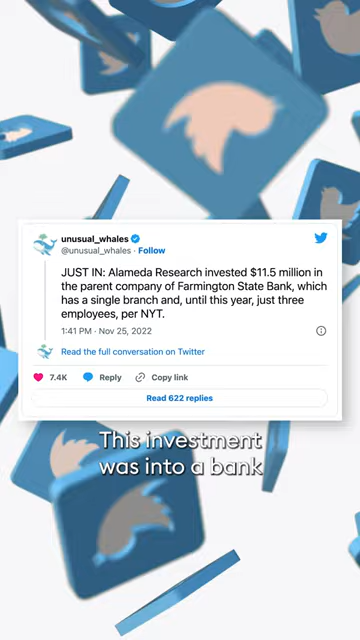 unusual_whales
@unusual_whales · Follow
JUST IN: Alameda Research invested $11.5 million in
the parent company of Farmington State Bank, which
has a single branch and, until this year, just three
employees, per NYT.
1:41 PM · Nov 25, 2022
Read the full conversation on Twitter
7.4K Reply Copy link
Read 622 replies
This investment
was into a bank